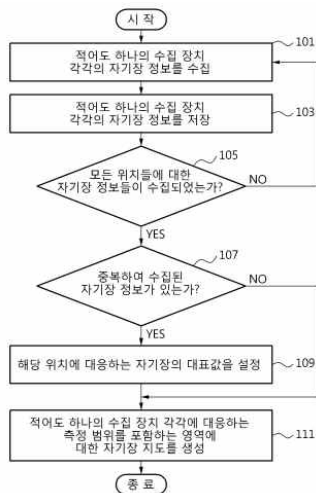 시 작
적어도 하나의 수집 장치
각각의 자기장 정보를 수집
101
적어도 하나의 수집 장치
각각의 자기장 정보를 저장
103
모든 위치들에 대한
자기장 정보들이 수집되었는가?
105
NO
YES
중복하여 수집된
자기장 정보가 있는가?
107
NO
YES
해당 위치에 대응하는 자기장의 대표값을 설정
109
적어도 하나의 수집 장치 각각에 대응하는
측정 범위를 포함하는 영역에
대한 자기장 지도를 생성
111
종 료